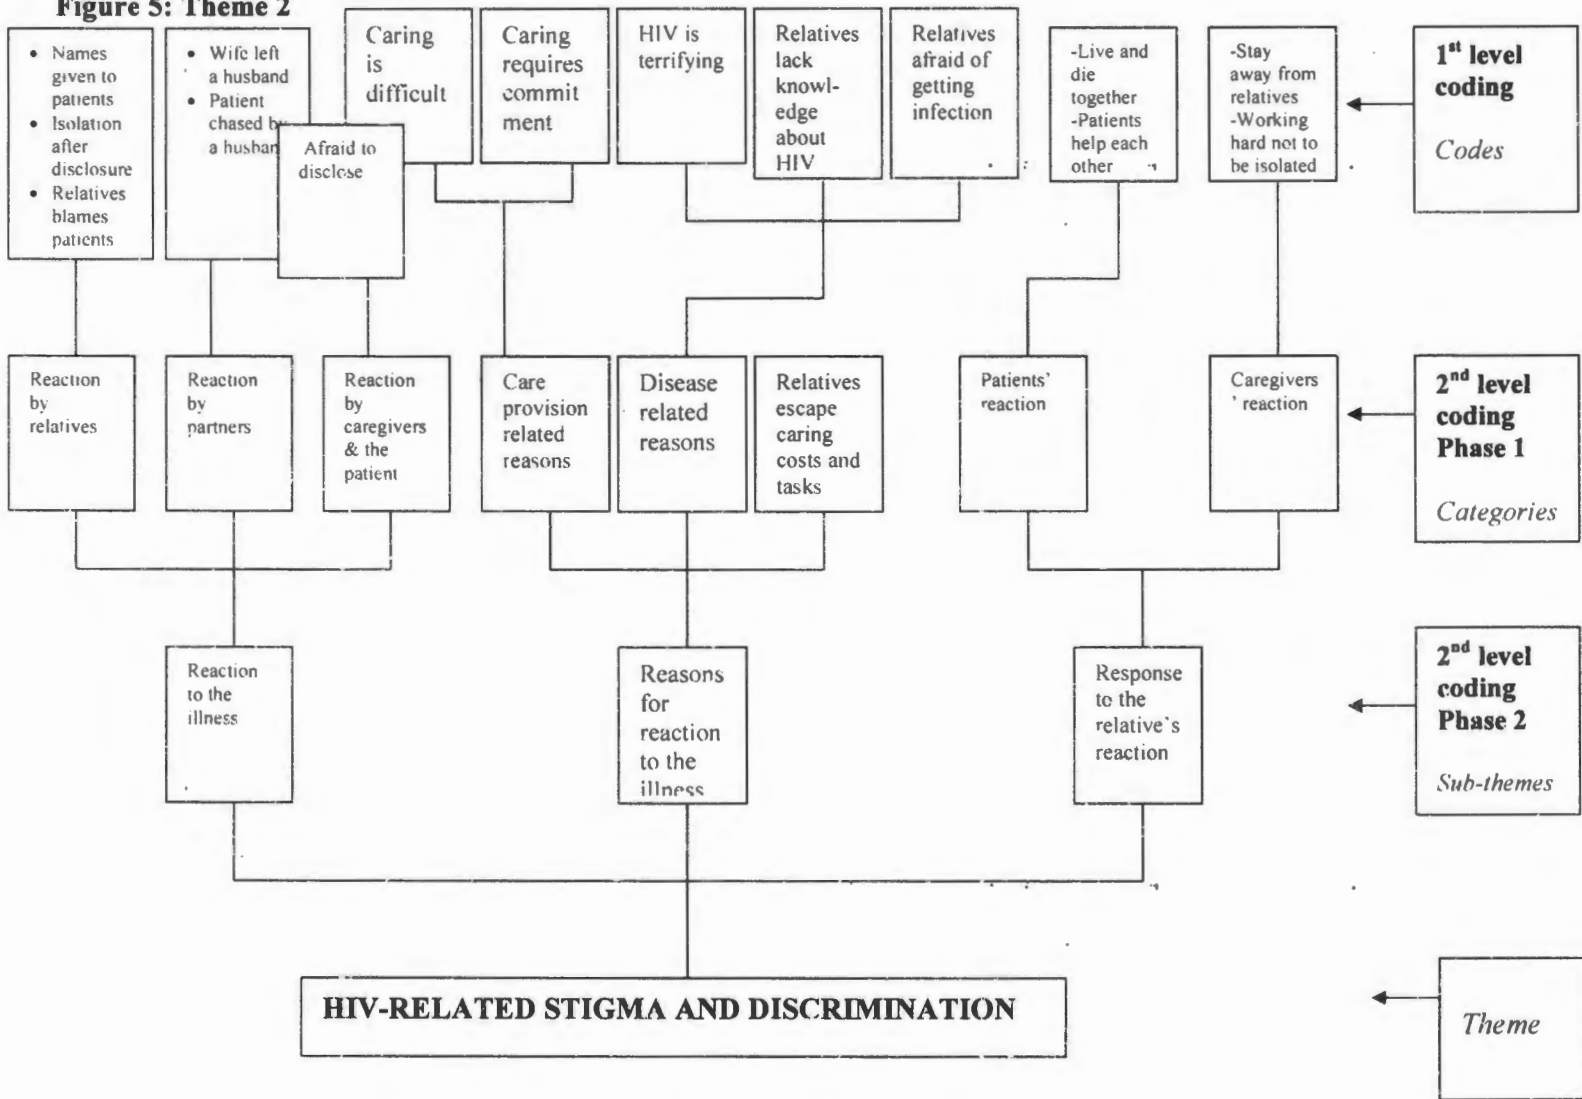 Figure 5: Theme 2
• Names
given to
patients
• Isolation
after
disclosure
• Relatives
blames
patients
• Wife left
a husband
• Patient
chased by
a husban
Afraid to
disclose
Caring
is
difficult
Caring
requires
commit
ment
HIV is
terrifying
Relatives
lack
knowl-
edge
about
HIV
Relatives
afraid of
getting
infection
-Live and
die
together
-Patients
help each
other
-Stay
away from
relatives
-Working
hard not to
be isolated
1st level
coding
Codes
Reaction
by
relatives
Reaction
by
partners
Reaction
by
caregivers
& the
patient
Care
provision
related
reasons
Disease
related
reasons
Relatives
escape
caring
costs and
tasks
Patients'
reaction
Caregivers
' reaction
2nd level
coding
Phase 1
Categories
Reaction
to the
illness
Reasons
for
reaction
to the
illness
Response
to the
relative's
reaction
2nd level
coding
Phase 2
Sub-themes
HIV-RELATED STIGMA AND DISCRIMINATION
Theme